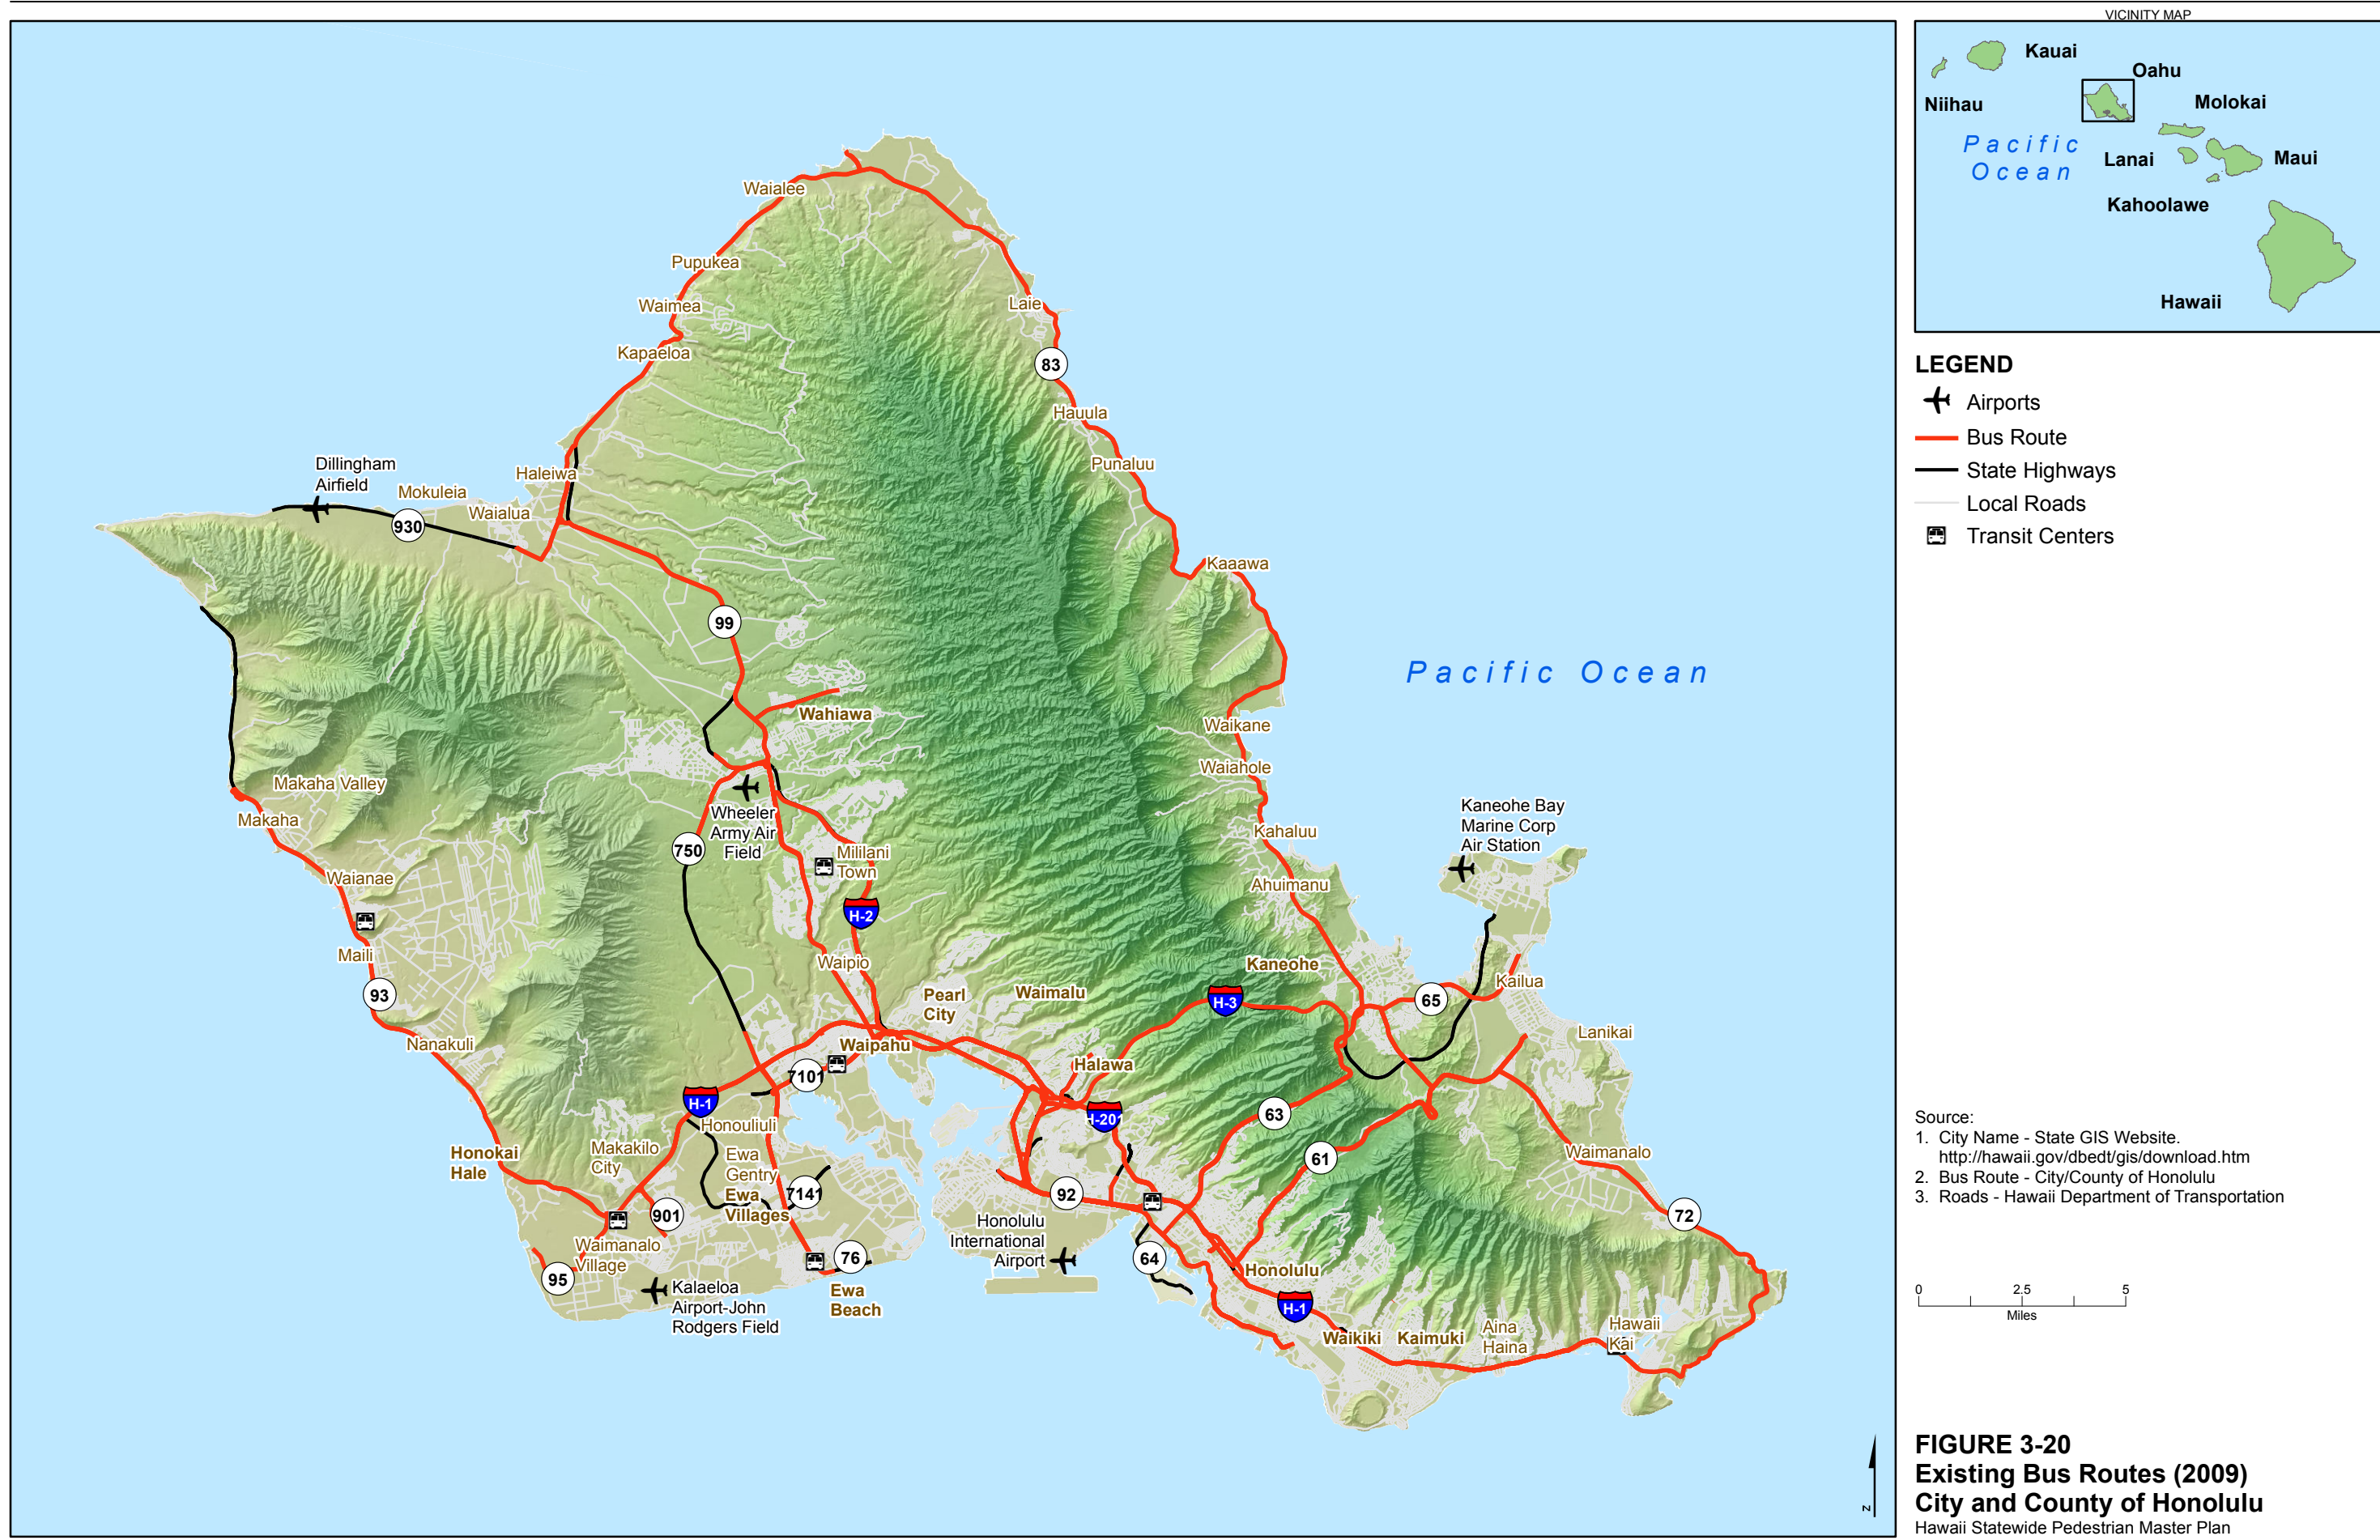 VICINITY MAP
Kauai
Oahu
Niihau
Molokai
Pacific
Ocean
Lanai
Maui
Kahoolawe
Hawaii
LEGEND
Airports
Bus Route
State Highways
Local Roads
Transit Centers
Waialee
Pupukea
Waimea
Kapaeloa
Laie
83
Hauula
Punaluu
Haleiwa
Dillingham
Airfield
Mokuleia
Waialua
930
Kaaawa
99
Pacific Ocean
Wahiawa
Waikane
Waiahole
Makaha Valley
Makaha
Wheeler
Army Air
Field
750
Mililani
Town
Kahaluu
Kaneohe Bay
Marine Corp
Air Station
Waianae
Ahuimanu
H-2
Maili
Waipio
93
Kaneohe
Pearl
City
Waimalu
H-3
65
Kailua
Lanikai
Nanakuli
Waipahu
Halawa
7101
H-1
H-201
63
Honouliuli
Makakilo
City
Honokai
Hale
Ewa
Gentry
Ewa
Villages
7141
901
61
Waimanalo
92
72
Honolulu
International
Airport
64
Waimanalo
Village
95
76
Kalaeloa
Airport-John
Rodgers Field
Ewa
Beach
Honolulu
H-1
Waikiki
Kaimuki
Aina
Haina
Hawaii
Kai
Source:
1. City Name - State GIS Website.
http://hawaii.gov/dbedt/gis/download.htm
2. Bus Route - City/County of Honolulu
3. Roads - Hawaii Department of Transportation
0 2.5 5
Miles
N
FIGURE 3-20
Existing Bus Routes (2009)
City and County of Honolulu
Hawaii Statewide Pedestrian Master Plan